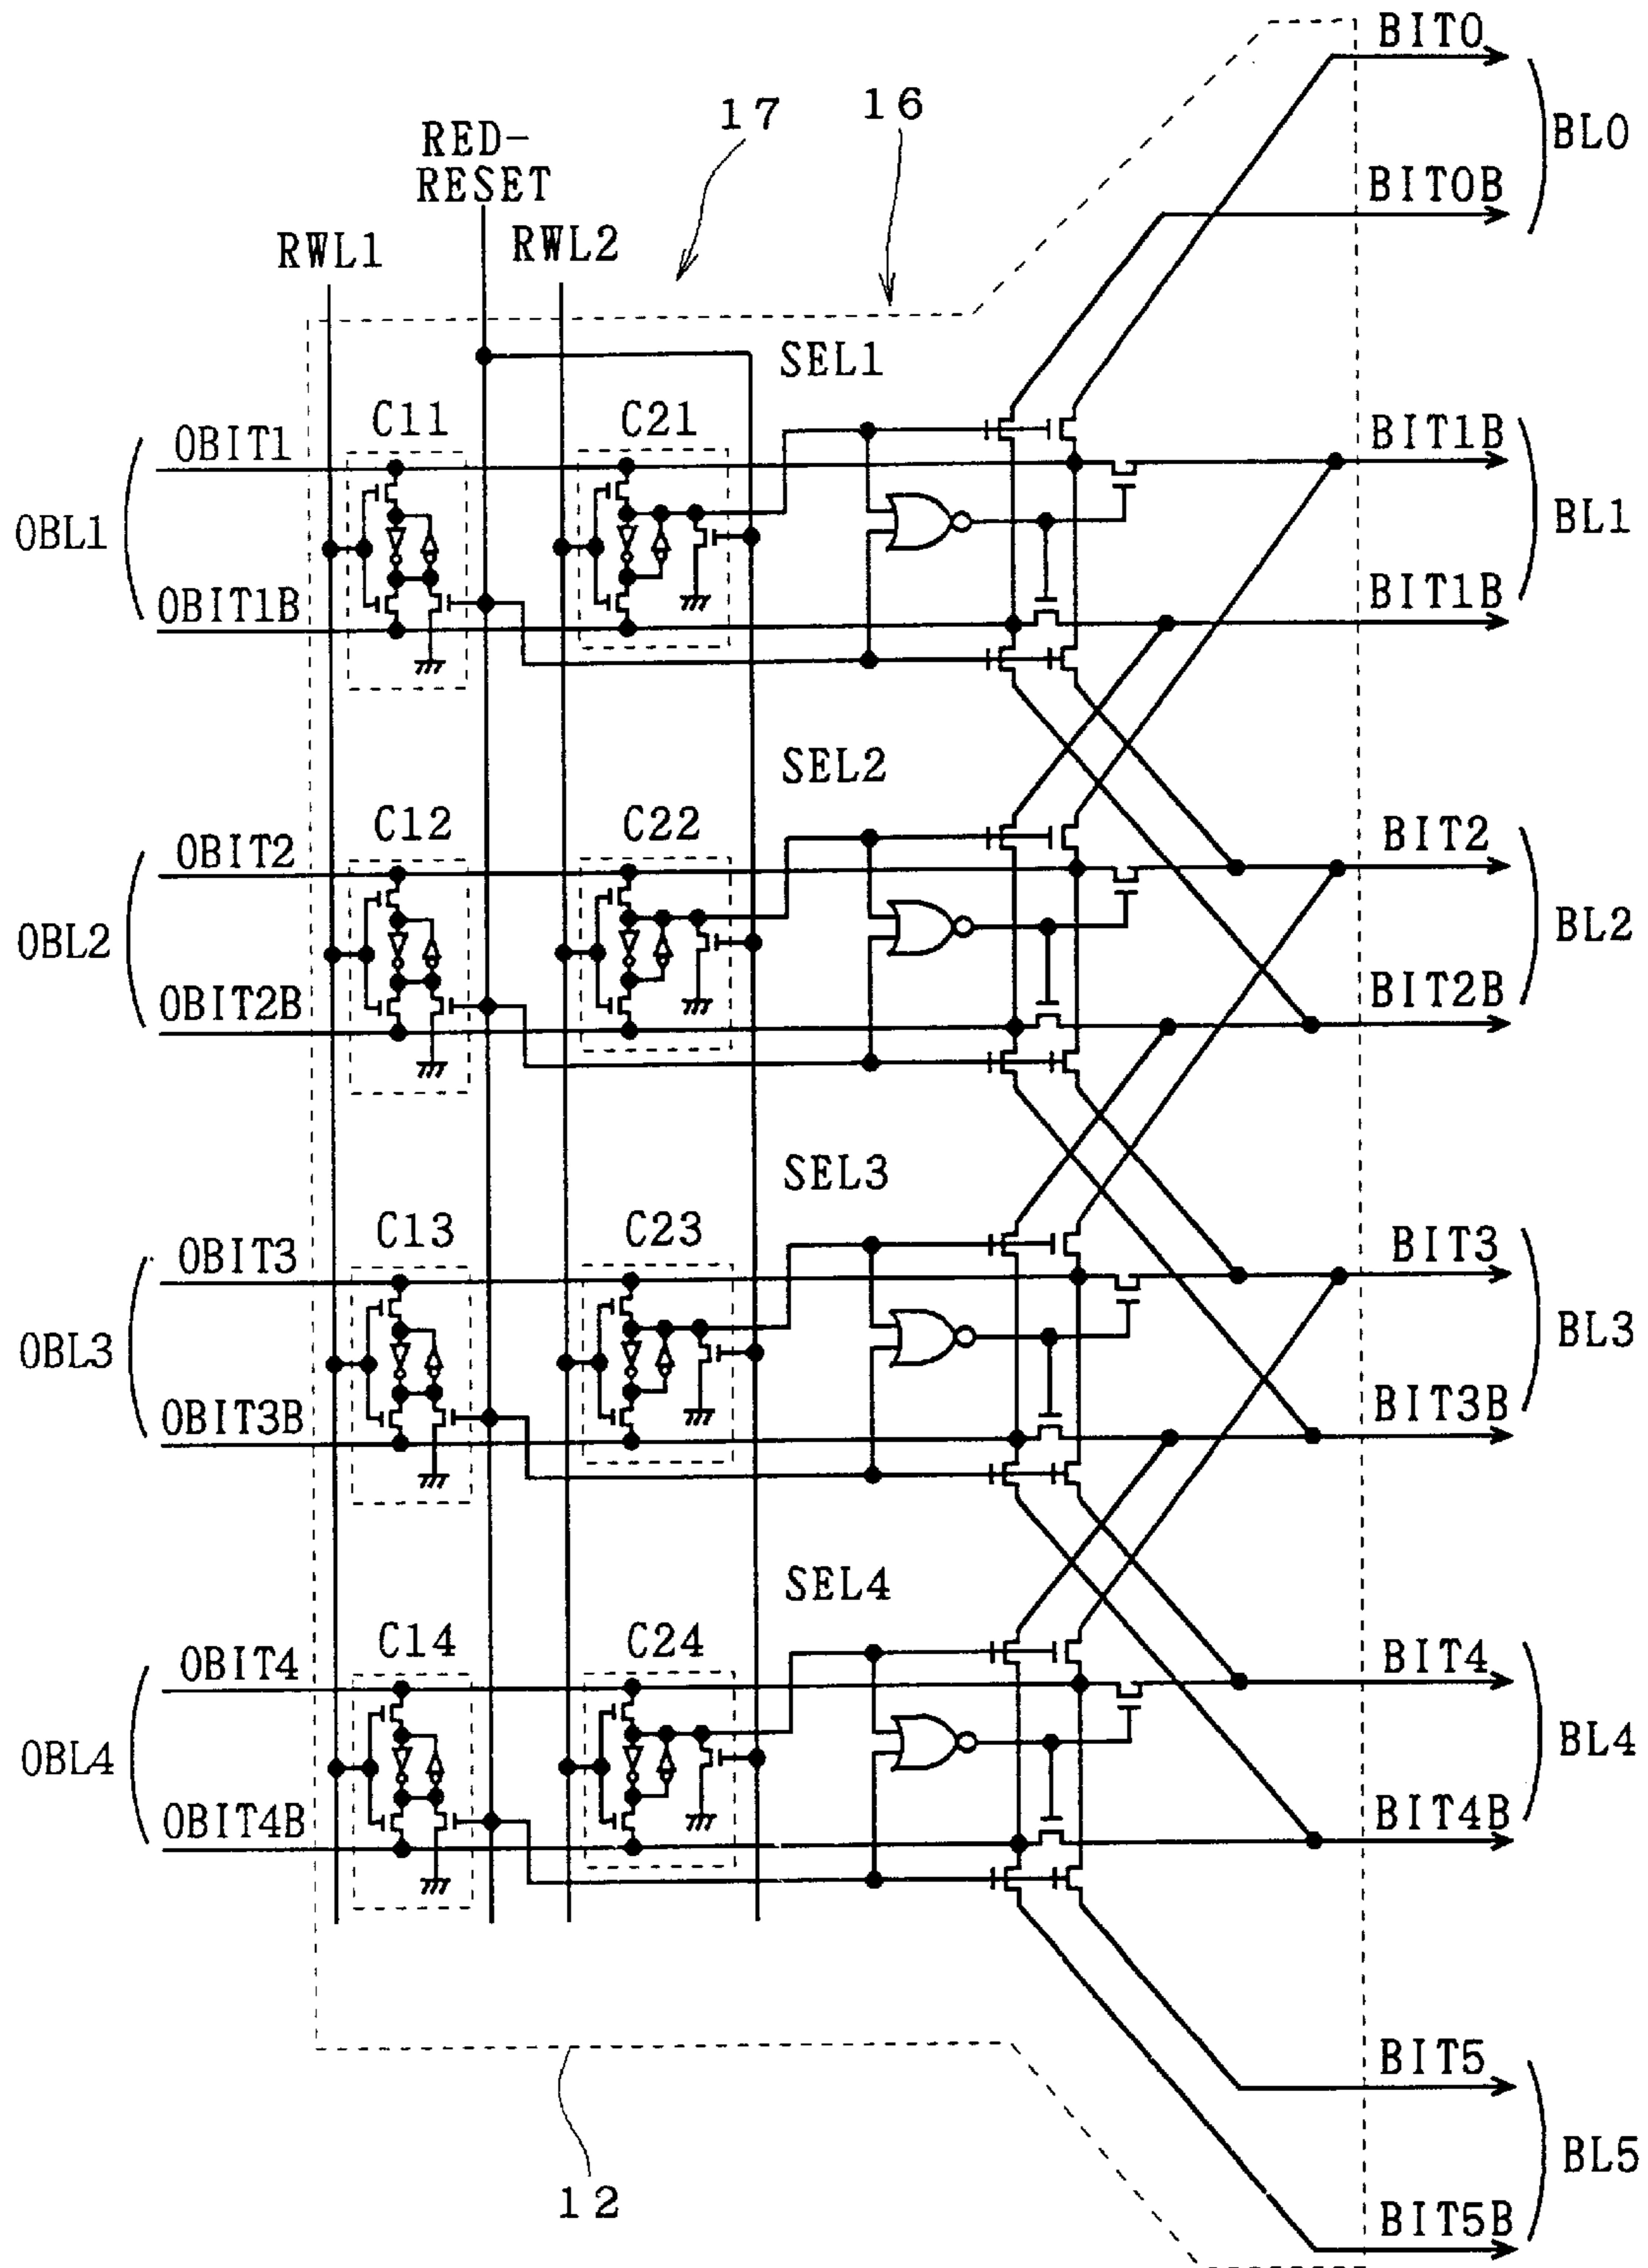 BIT0
16
17
BL0
RED-
RESET
BIT0B
RWL1
RWL2
SEL1
C11
C21
BIT1B
OBIT1
OBL1
BL1
OBIT1B
BIT1B
SEL2
C12
C22
BIT2
OBIT2
OBL2
BL2
OBIT2B
BIT2B
SEL3
C13
C23
BIT3
OBIT3
OBL3
BL3
OBIT3B
BIT3B
SEL4
C14
C24
BIT4
OBIT4
OBL4
BL4
OBIT4B
BIT4B
BIT5
BL5
12
BIT5B